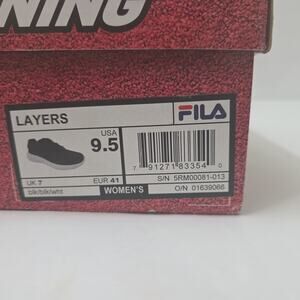 NING
LAYERS
USA
9.5
FILA
7 91271 83354 0
UK 7
EUR 41
S/N 5RM00081-013
blk/blk/wht
WOMEN'S
O/N 01639066